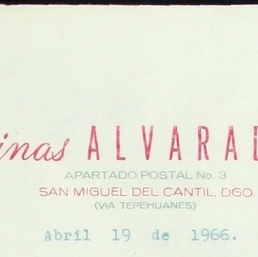 inas ALVARAD
APARTADO POSTAL No. 3
SAN MIGUEL DEL CANTIL, DGO.
(VIA TEPEHUANES)
Abril 19 de 1966.